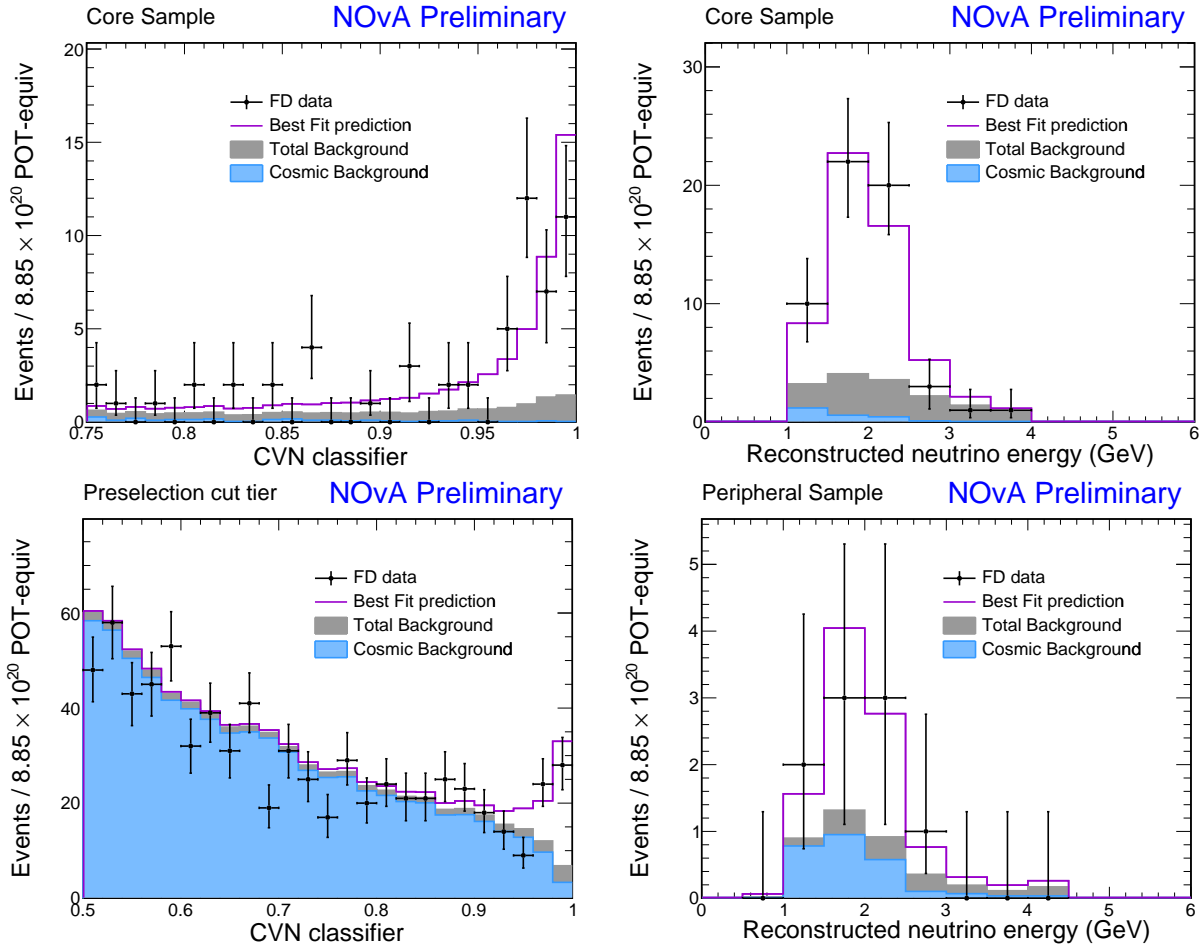 Core Sample
NOvA Preliminary
Events / 8.85 × 10²⁰ POT-equiv
20
15
10
5
0
FD data
Best Fit prediction
Total Background
Cosmic Background
0.75 0.8 0.85 0.9 0.95 1
CVN classifier
Core Sample
NOvA Preliminary
Events / 8.85 × 10²⁰ POT-equiv
30
20
10
0
FD data
Best Fit prediction
Total Background
Cosmic Background
0 1 2 3 4 5 6
Reconstructed neutrino energy (GeV)
Preselection cut tier
NOvA Preliminary
Events / 8.85 × 10²⁰ POT-equiv
60
40
20
0
FD data
Best Fit prediction
Total Background
Cosmic Background
0.5 0.6 0.7 0.8 0.9 1
CVN classifier
Peripheral Sample
NOvA Preliminary
Events / 8.85 × 10²⁰ POT-equiv
5
4
3
2
1
0
FD data
Best Fit prediction
Total Background
Cosmic Background
0 1 2 3 4 5 6
Reconstructed neutrino energy (GeV)